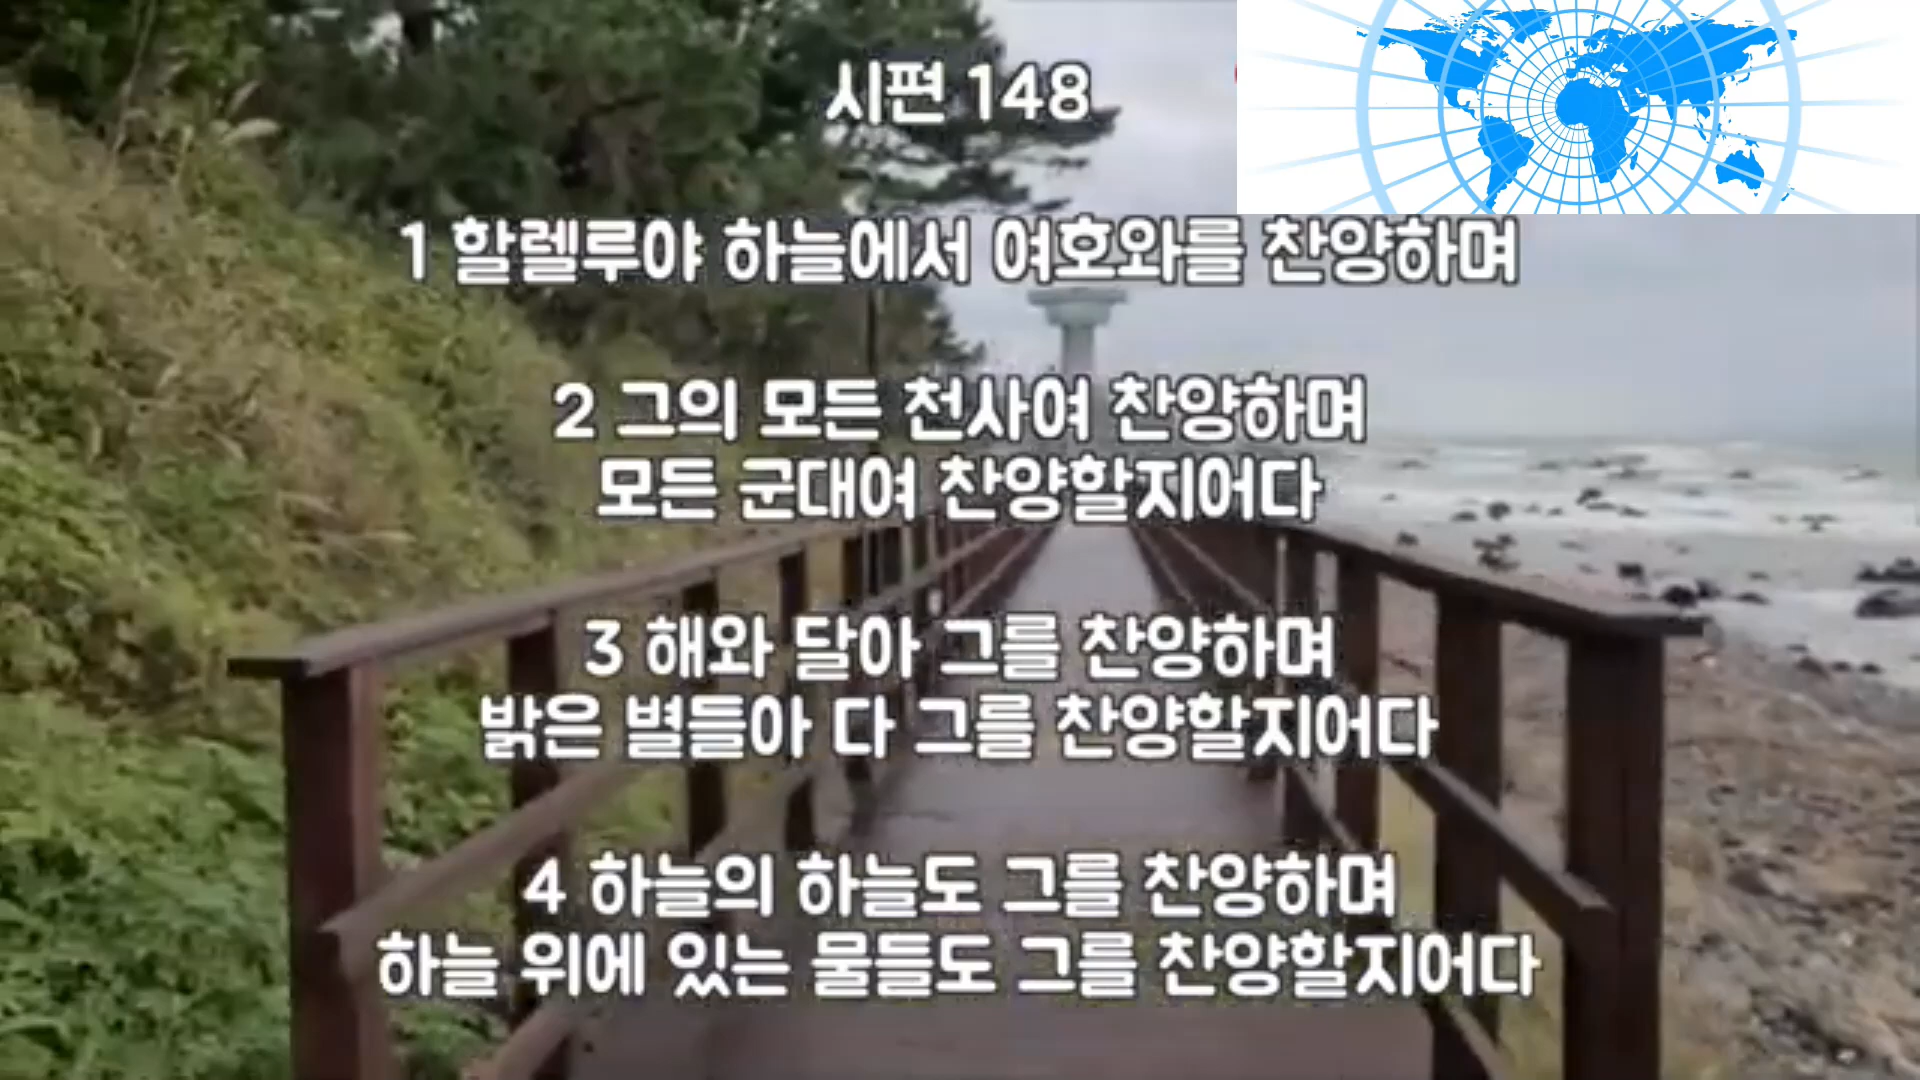 시편 148
1 할렐루야 하늘에서 여호와를 찬양하며
2 그의 모든 천사여 찬양하며
모든 군대여 찬양할지어다
3 해와 달아 그를 찬양하며
밝은 별들아 다 그를 찬양할지어다
4 하늘의 하늘도 그를 찬양하며
하늘 위에 있는 물들도 그를 찬양할지어다